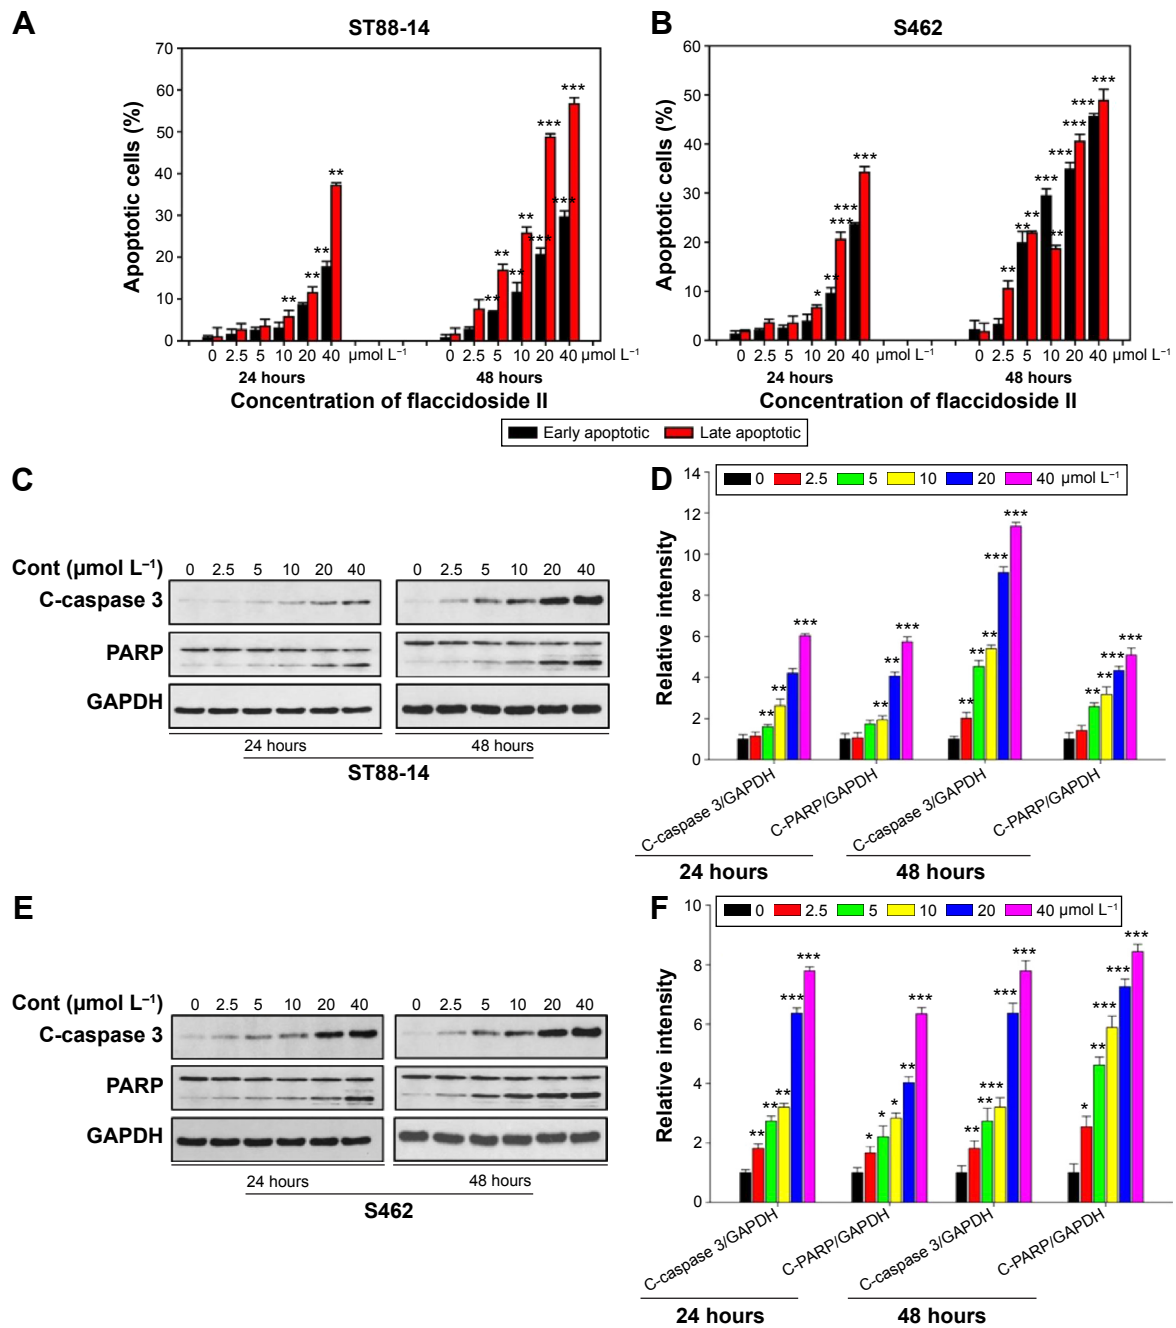 A
ST88-14
Apoptotic cells (%)
70
60
50
40
30
20
10
0
** ** ** ** ** ** ** ** ** *** *** *** ***
0 2.5 5 10 20 40 µmol L−1 0 2.5 5 10 20 40 µmol L−1
24 hours 48 hours
Concentration of flaccidoside II
B
S462
Apoptotic cells (%)
60
50
40
30
20
10
0
* ** *** *** *** ** ** ** *** ** *** *** *** ***
0 2.5 5 10 20 40 µmol L−1 0 2.5 5 10 20 40 µmol L−1
24 hours 48 hours
Concentration of flaccidoside II
Early apoptotic Late apoptotic
C
Cont (µmol L−1) 0 2.5 5 10 20 40 0 2.5 5 10 20 40
C-caspase 3
PARP
GAPDH
24 hours 48 hours
ST88-14
D
0 2.5 5 10 20 40 µmol L−1
Relative intensity
14
12
10
8
6
4
2
0
** ** *** ** ** *** ** ** ** *** *** ** ** *** ***
C-caspase 3/GAPDH C-PARP/GAPDH C-caspase 3/GAPDH C-PARP/GAPDH
24 hours 48 hours
E
Cont (µmol L−1) 0 2.5 5 10 20 40 0 2.5 5 10 20 40
C-caspase 3
PARP
GAPDH
24 hours 48 hours
S462
F
0 2.5 5 10 20 40 µmol L−1
Relative intensity
10
8
6
4
2
0
** ** ** *** *** * * * ** *** ** ** *** *** *** * ** *** *** ***
C-caspase 3/GAPDH C-PARP/GAPDH C-caspase 3/GAPDH C-PARP/GAPDH
24 hours 48 hours